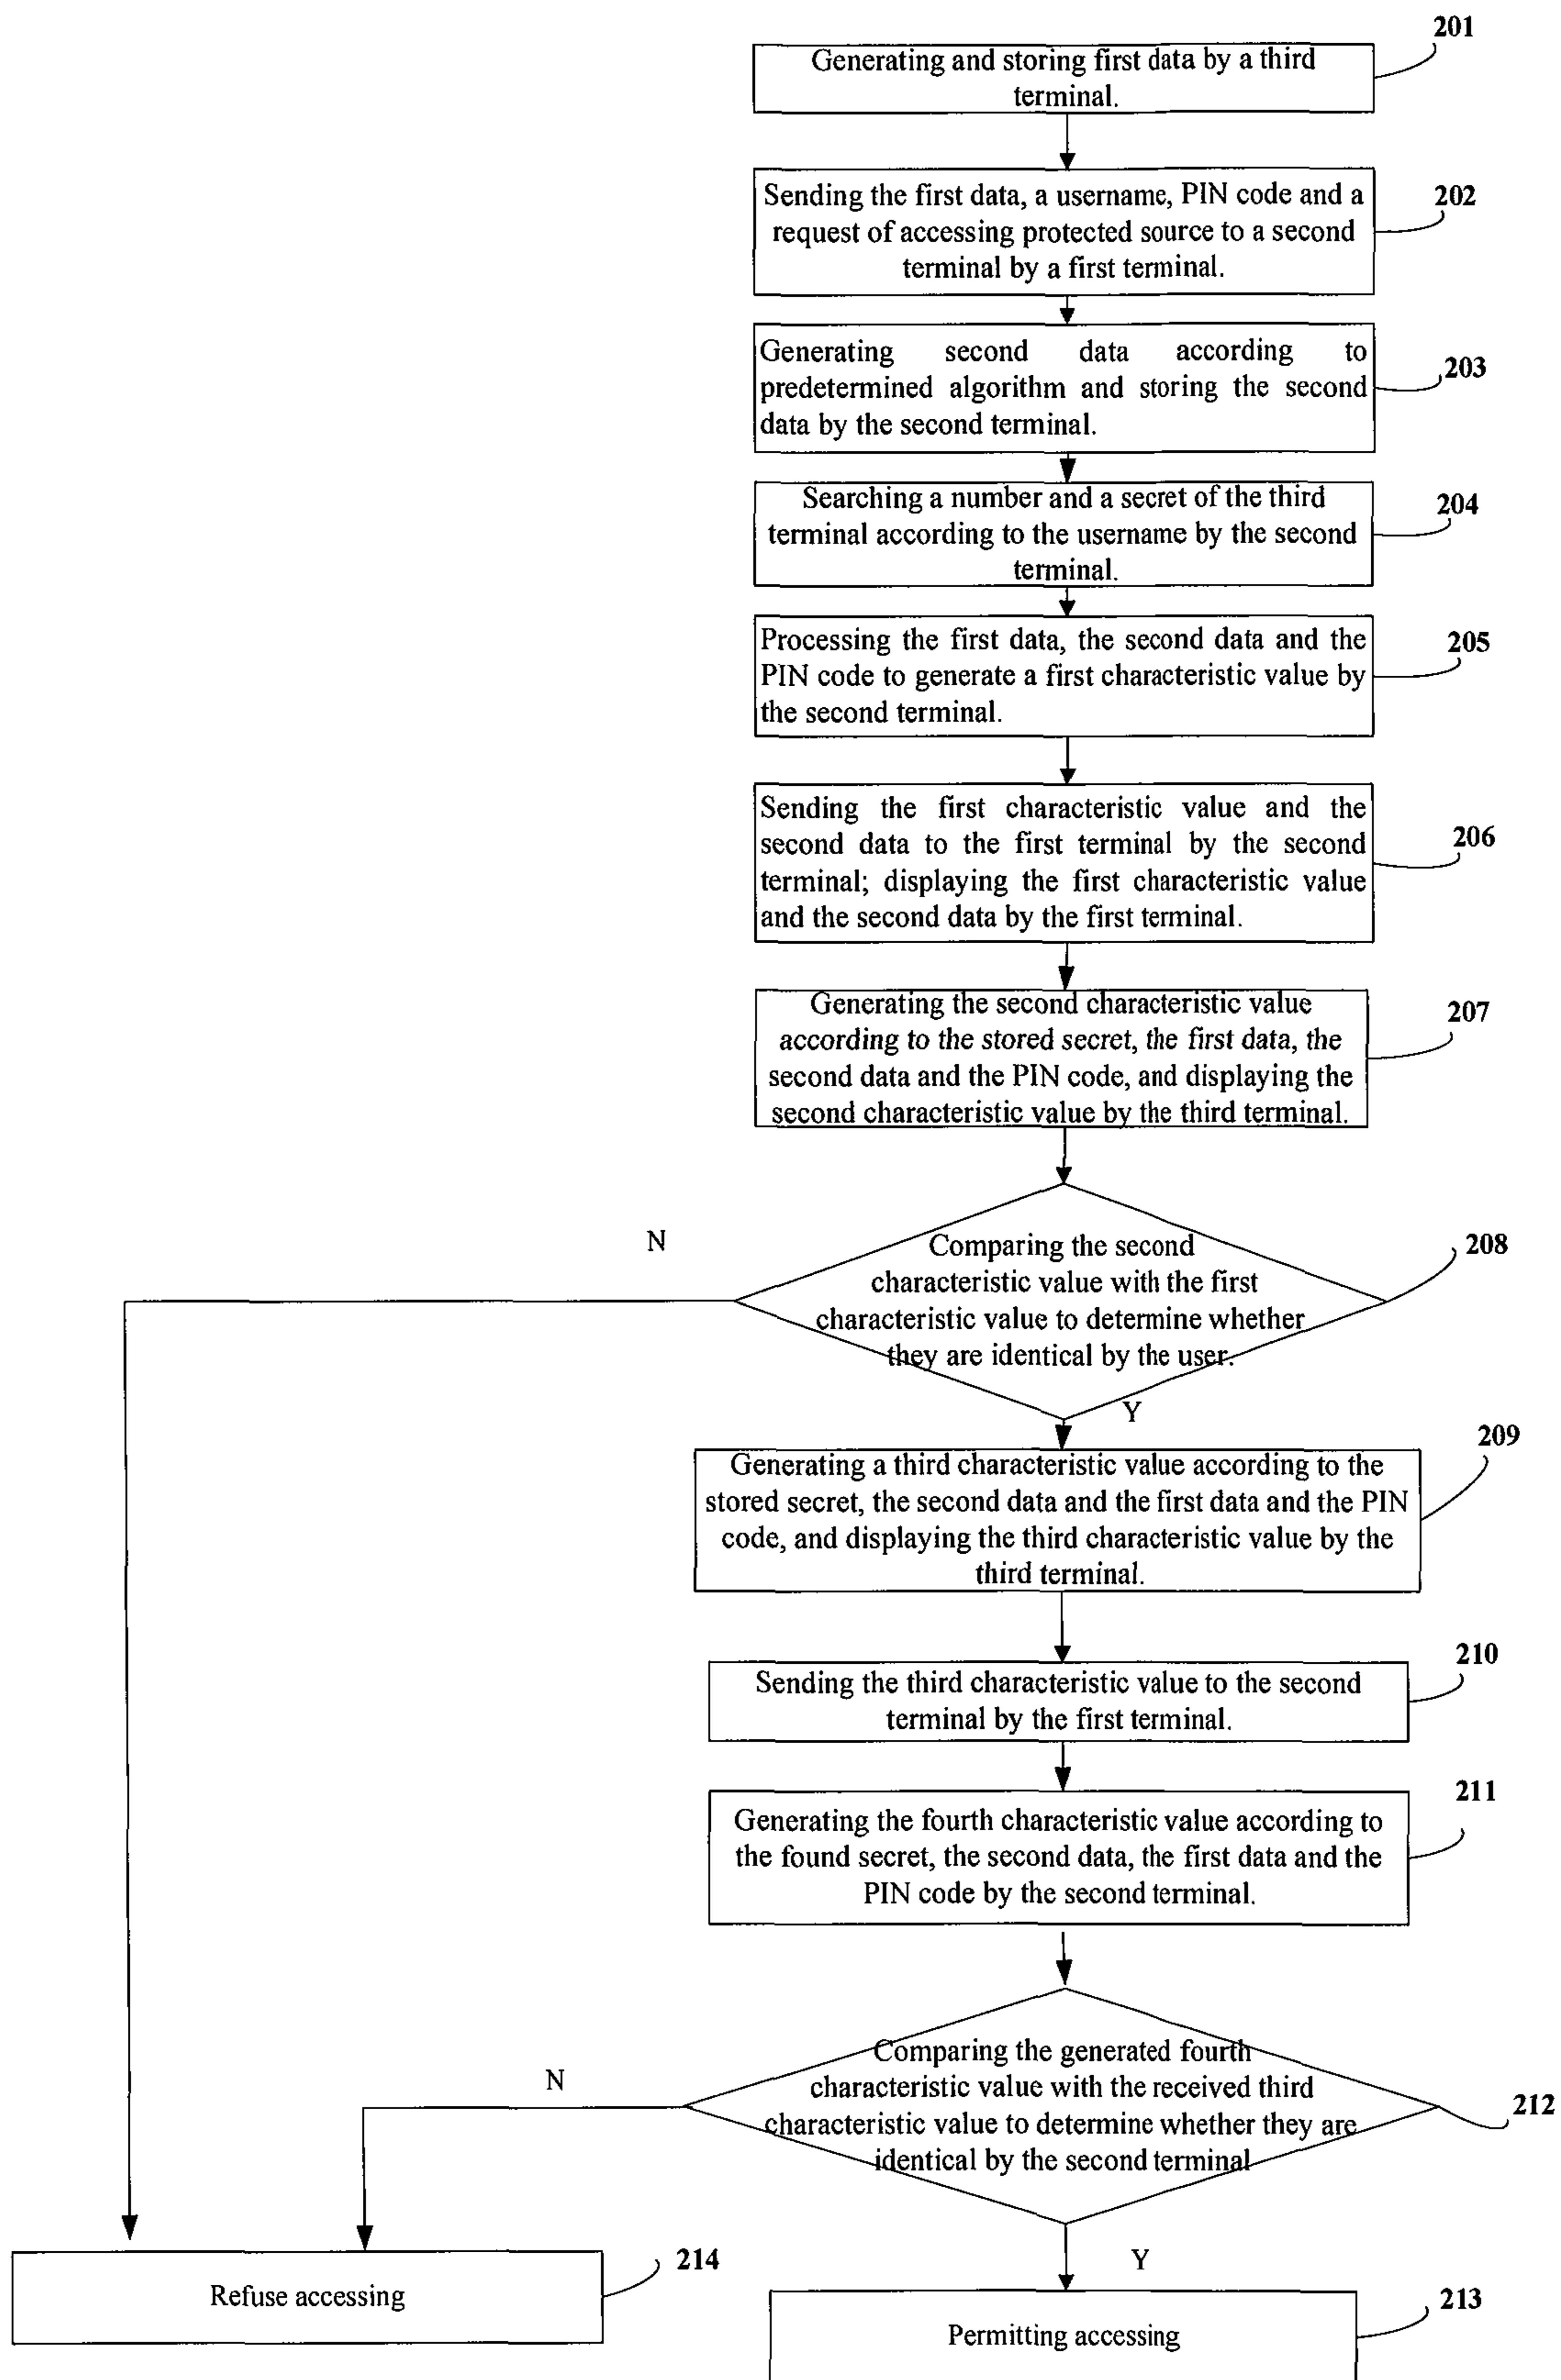 201
Generating and storing first data by a third
terminal.
202
Sending the first data, a username, PIN code and a
request of accessing protected source to a second
terminal by a first terminal.
203
Generating second data according to
predetermined algorithm and storing the second
data by the second terminal.
204
Searching a number and a secret of the third
terminal according to the username by the second
terminal.
205
Processing the first data, the second data and the
PIN code to generate a first characteristic value by
the second terminal.
206
Sending the first characteristic value and the
second data to the first terminal by the second
terminal; displaying the first characteristic value
and the second data by the first terminal.
207
Generating the second characteristic value
according to the stored secret, the first data, the
second data and the PIN code, and displaying the
second characteristic value by the third terminal.
N
208
Comparing the second
characteristic value with the first
characteristic value to determine whether
they are identical by the user.
Y
209
Generating a third characteristic value according to the
stored secret, the second data and the first data and the PIN
code, and displaying the third characteristic value by the
third terminal.
210
Sending the third characteristic value to the second
terminal by the first terminal.
211
Generating the fourth characteristic value according to
the found secret, the second data, the first data and the
PIN code by the second terminal.
N
212
Comparing the generated fourth
characteristic value with the received third
characteristic value to determine whether they are
identical by the second terminal
Y
214
Refuse accessing
213
Permitting accessing